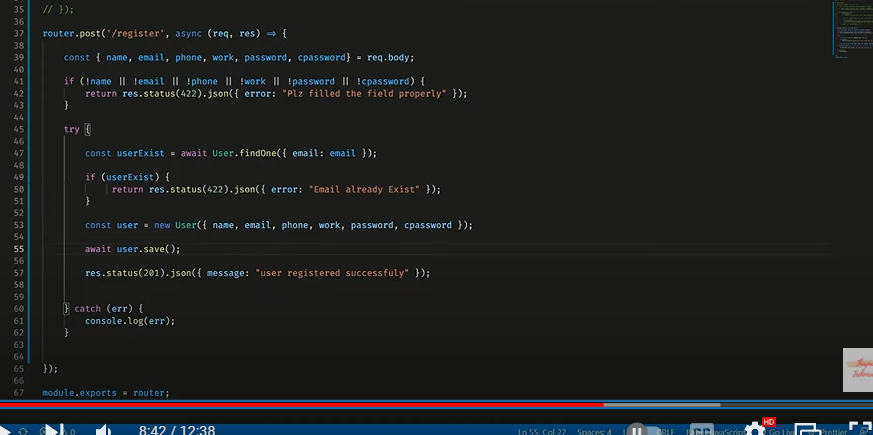 35 // });
36
37 router.post('/register', async (req, res) => {
38
39 const { name, email, phone, work, password, cpassword} = req.body;
40
41 if (!name || !email || !phone || !work || !password || !cpassword) {
42 return res.status(422).json({ error: "Plz filled the field properly" });
43 }
44
45 try {
46
47 const userExist = await User.findOne({ email: email });
48
49 if (userExist) {
50 return res.status(422).json({ error: "Email already Exist" });
51 }
52
53 const user = new User({ name, email, phone, work, password, cpassword });
54
55 await user.save();
56
57 res.status(201).json({ message: "user registered successfuly" });
58
59
60 } catch (err) {
61 console.log(err);
62 }
63
64
65 });
66
67 module.exports = router;
8:42 / 12:38
0
Ln 55, Col 27
Spaces: 4
HD
Go Live
Prettier